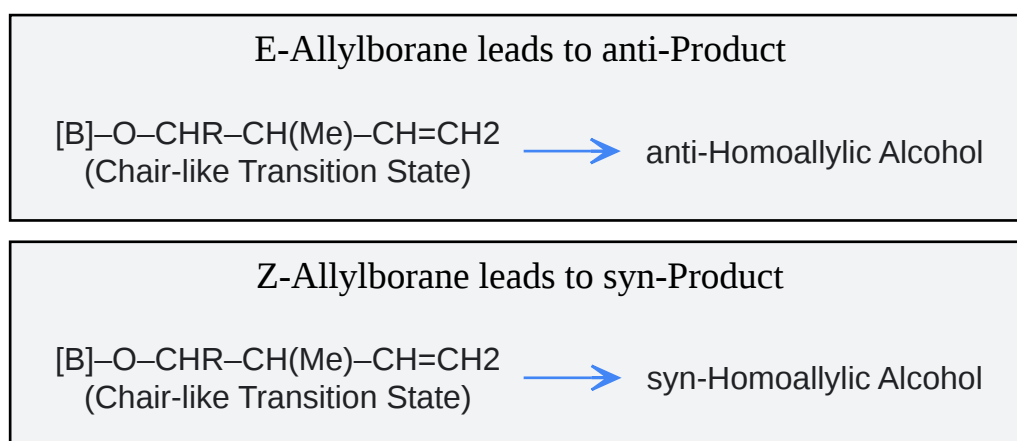 E-Allylborane leads to anti-Product
[B]–O–CHR–CH(Me)–CH=CH2
(Chair-like Transition State)
anti-Homoallylic Alcohol
Z-Allylborane leads to syn-Product
[B]–O–CHR–CH(Me)–CH=CH2
(Chair-like Transition State)
syn-Homoallylic Alcohol